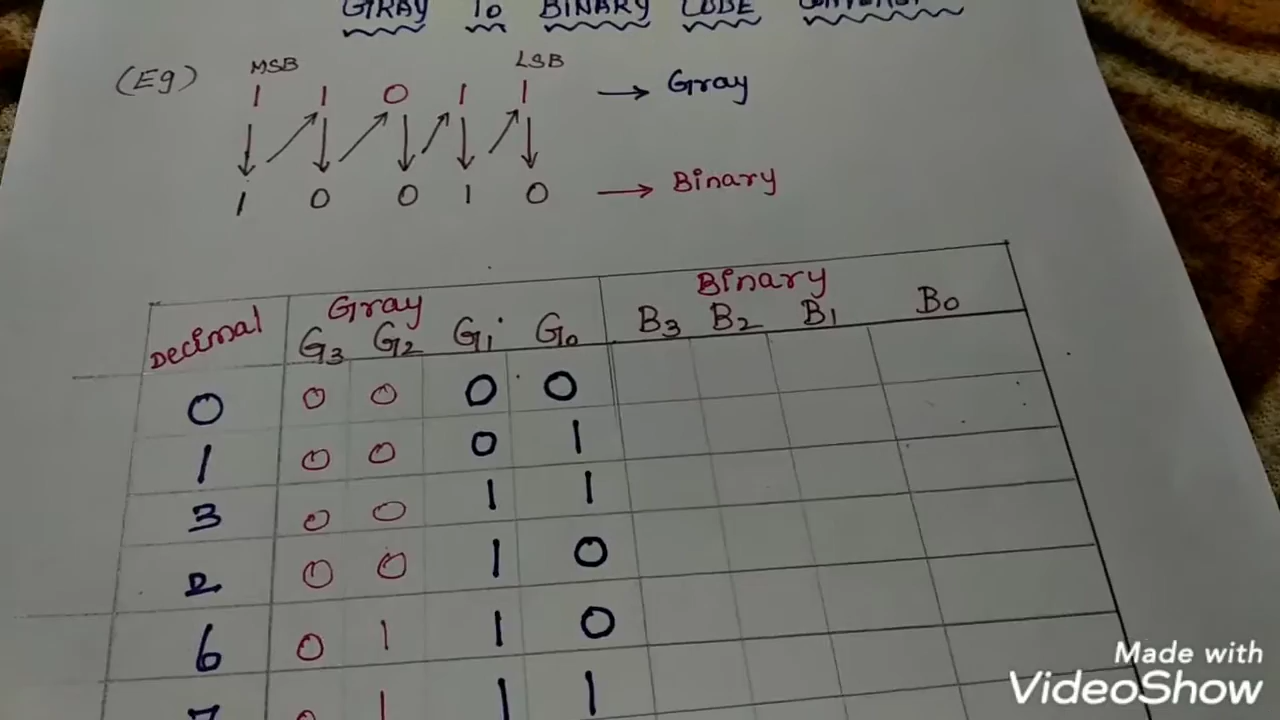 GRAY To BINARY CODE
(Eg) MSB LSB
1 1 0 1 1 → Gray
1 0 0 1 0 → Binary
Decimal Gray Binary
G3 G2 G1 G0 B3 B2 B1 B0
0 0 0 0 0
1 0 0 0 1
3 0 0 1 1
2 0 0 1 0
6 0 1 1 0
7 0 1 1 1
Made with
VideoShow